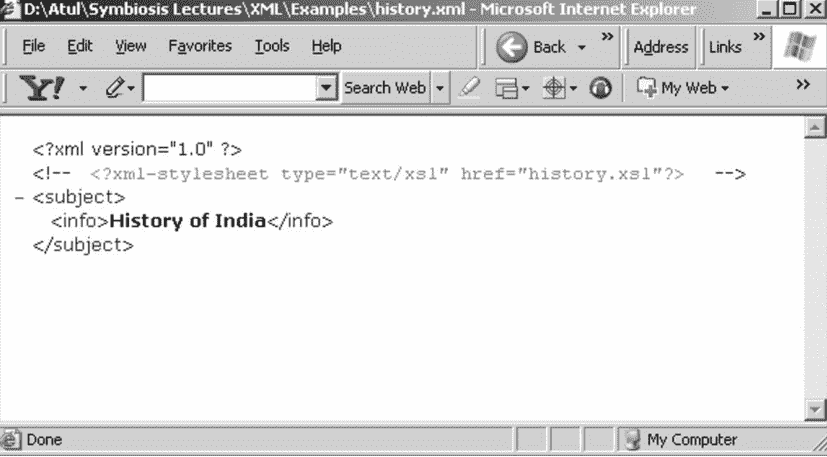 D:\Atul\Symbiosis Lectures\XML\Examples\history.xml - Microsoft Internet Explorer
File Edit View Favorites Tools Help Back » Address Links »
Y! Search Web My Web »
<?xml version="1.0" ?>
<!-- <?xml-stylesheet type="text/xsl" href="history.xsl"?> -->
– <subject>
<info>History of India</info>
</subject>
Done My Computer